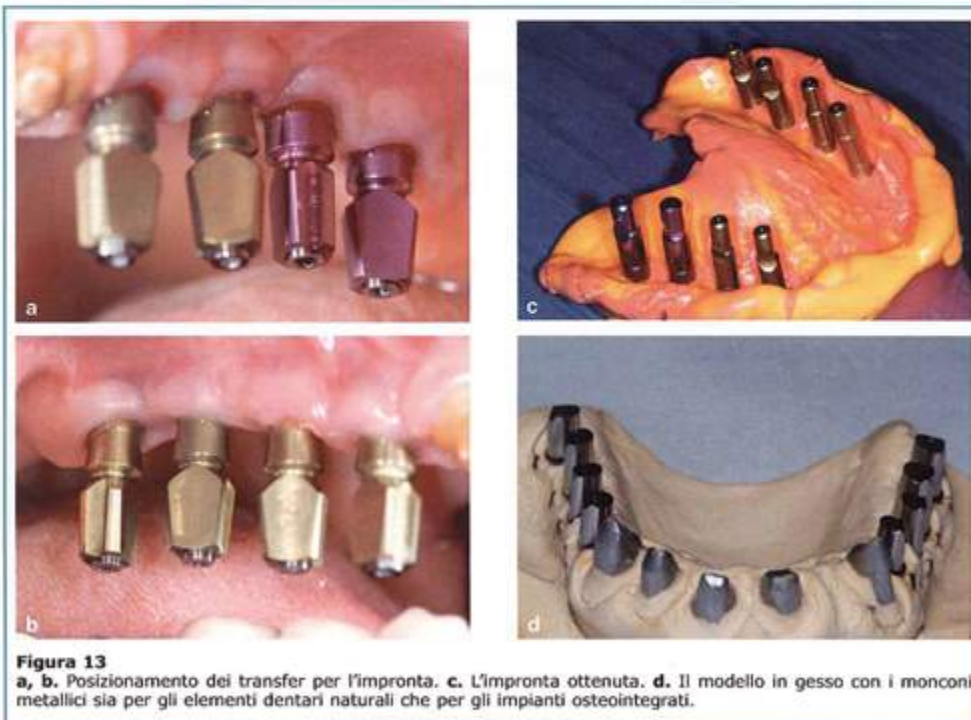 a
c
b
d
Figura 13
a, b. Posizionamento dei transfer per l'impronta. c. L'impronta ottenuta. d. Il modello in gesso con i monconi
metallici sia per gli elementi dentari naturali che per gli impianti osteointegrati.